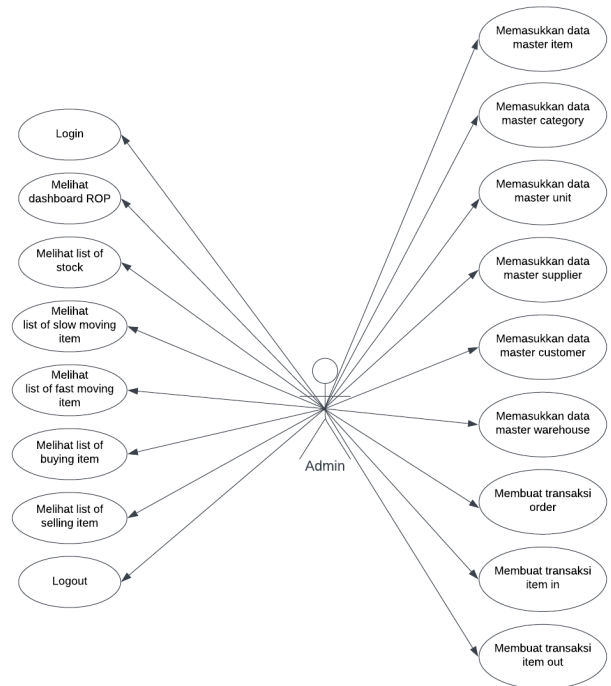 Login
Melihat
dashboard ROP
Melihat list of
stock
Melihat
list of slow moving
item
Melihat
list of fast moving
item
Melihat list of
buying item
Melihat list of
selling item
Logout
Admin
Memasukkan data
master item
Memasukkan data
master category
Memasukkan data
master unit
Memasukkan data
master supplier
Memasukkan data
master customer
Memasukkan data
master warehouse
Membuat transaksi
order
Membuat transaksi
item in
Membuat transaksi
item out